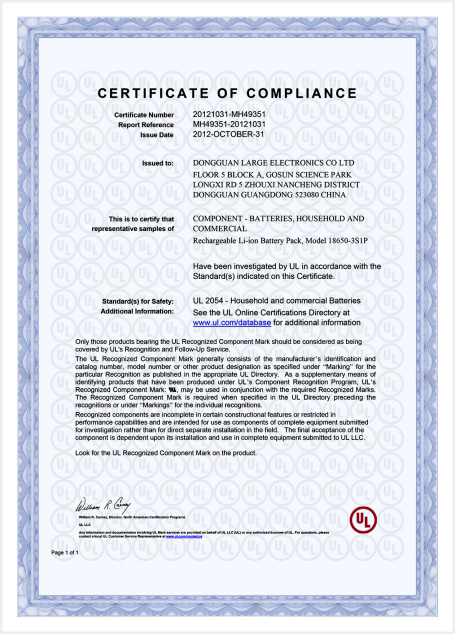 CERTIFICATE OF COMPLIANCE
Certificate Number 20121031-MH49351
Report Reference MH49351-20121031
Issue Date 2012-OCTOBER-31
Issued to: DONGGUAN LARGE ELECTRONICS CO LTD
FLOOR 5 BLOCK A, GOSUN SCIENCE PARK
LONGXI RD 5 ZHOUXI NANCHENG DISTRICT
DONGGUAN GUANGDONG 523080 CHINA
This is to certify that COMPONENT - BATTERIES, HOUSEHOLD AND
representative samples of COMMERCIAL
Rechargeable Li-ion Battery Pack, Model 18650-3S1P
Have been investigated by UL in accordance with the
Standard(s) indicated on this Certificate.
Standard(s) for Safety: UL 2054 - Household and commercial Batteries
Additional Information: See the UL Online Certifications Directory at
www.ul.com/database for additional information
Only those products bearing the UL Recognized Component Mark should be considered as being
covered by UL's Recognition and Follow-Up Service.
The UL Recognized Component Mark generally consists of the manufacturer's identification and
catalog number, model number or other product designation as specified under "Marking" for the
particular Recognition as published in the appropriate UL Directory. As a supplementary means of
identifying products that have been produced under UL's Component Recognition Program, UL's
Recognized Component Mark: , may be used in conjunction with the required Recognized Marks.
The Recognized Component Mark is required when specified in the UL Directory preceding the
recognitions or under "Markings" for the individual recognitions.
Recognized components are incomplete in certain constructional features or restricted in
performance capabilities and are intended for use as components of complete equipment submitted
for investigation rather than for direct separate installation in the field. The final acceptance of the
component is dependent upon its installation and use in complete equipment submitted to UL LLC.
Look for the UL Recognized Component Mark on the product.
William R. Carney
William R. Carney, Director, North American Certification Programs
UL LLC
Any information and documentation involving UL Mark services are provided on behalf of UL LLC (UL) or any authorized licensee of UL. For questions, please
contact a local UL Customer Service Representative at www.ul.com/contactus
UL
Page 1 of 1